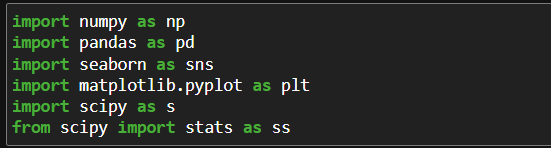 import numpy as np
import pandas as pd
import seaborn as sns
import matplotlib.pyplot as plt
import scipy as s
from scipy import stats as ss